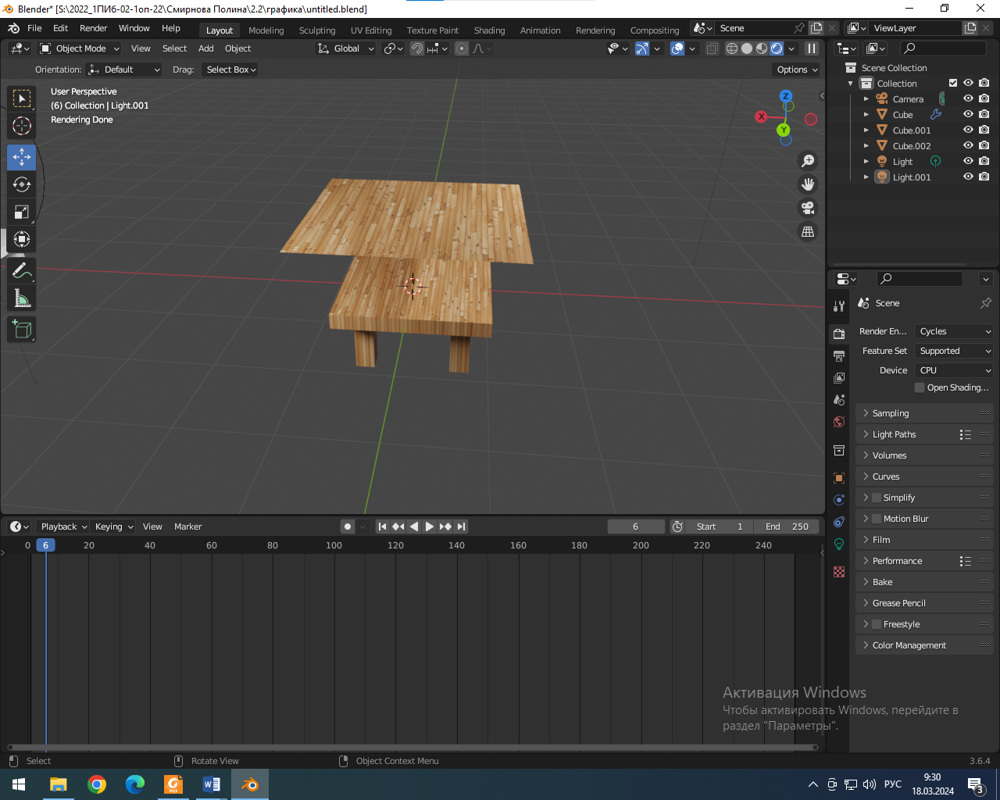 Blender* [S:\2022_1ПИб-02-1оп-22\Смирнова Полина\2.2\графика\untitled.blend]
File Edit Render Window Help Layout Modeling Sculpting UV Editing Texture Paint Shading Animation Rendering Compositing Scene ViewLayer
Object Mode View Select Add Object Global
Orientation: Default Drag: Select Box Options
User Perspective
(6) Collection | Light.001
Rendering Done
Z
X
Y
Scene Collection
Collection
Camera
Cube
Cube.001
Cube.002
Light
Light.001
Scene
Render En... Cycles
Feature Set Supported
Device CPU
Open Shading...
Sampling
Light Paths
Volumes
Curves
Simplify
Motion Blur
Film
Performance
Bake
Grease Pencil
Freestyle
Color Management
Playback Keying View Marker 6 Start 1 End 250
0 6 20 40 60 80 100 120 140 160 180 200 220 240
Активация Windows
Чтобы активировать Windows, перейдите в
раздел "Параметры".
Select Rotate View Object Context Menu 3.6.4
РУС
9:30
18.03.2024
3